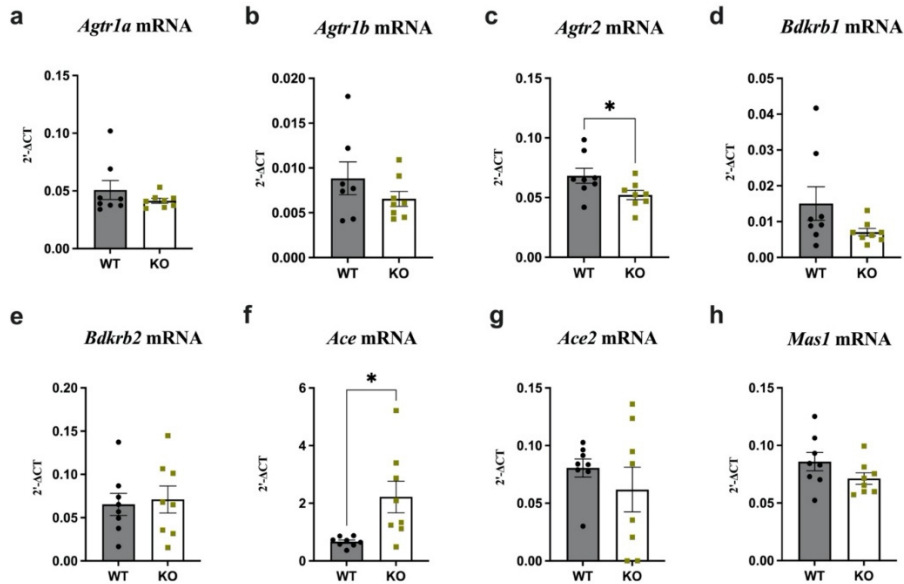 a
Agtr1a mRNA
2'-ΔCT
0.15
0.10
0.05
0.00
WT
KO
b
Agtr1b mRNA
2'-ΔCT
0.020
0.015
0.010
0.005
0.000
WT
KO
c
Agtr2 mRNA
2'-ΔCT
0.15
0.10
0.05
0.00
*
WT
KO
d
Bdkrb1 mRNA
2'-ΔCT
0.05
0.04
0.03
0.02
0.01
0.00
WT
KO
e
Bdkrb2 mRNA
2'-ΔCT
0.20
0.15
0.10
0.05
0.00
WT
KO
f
Ace mRNA
2'-ΔCT
6
4
2
0
*
WT
KO
g
Ace2 mRNA
2'-ΔCT
0.15
0.10
0.05
0.00
WT
KO
h
Mas1 mRNA
2'-ΔCT
0.15
0.10
0.05
0.00
WT
KO